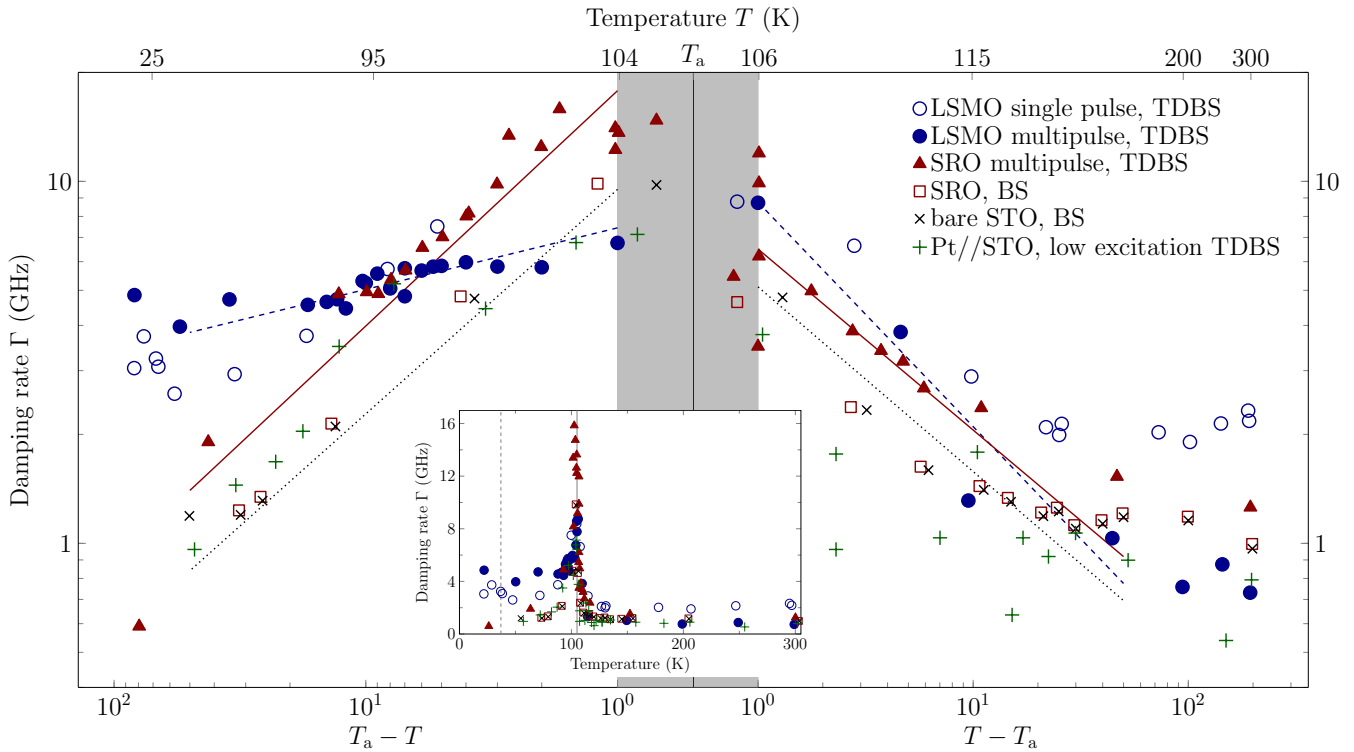 Temperature T (K)
25 95 104 Tₐ 106 115 200 300
Damping rate Γ (GHz)
10
1
10
1
LSMO single pulse, TDBS
LSMO multipulse, TDBS
SRO multipulse, TDBS
SRO, BS
bare STO, BS
Pt//STO, low excitation TDBS
Damping rate Γ (GHz)
16
12
8
4
0
0 100 200 300
Temperature (K)
10² 10¹ 10⁰ 10⁰ 10¹ 10²
Tₐ − T
T − Tₐ